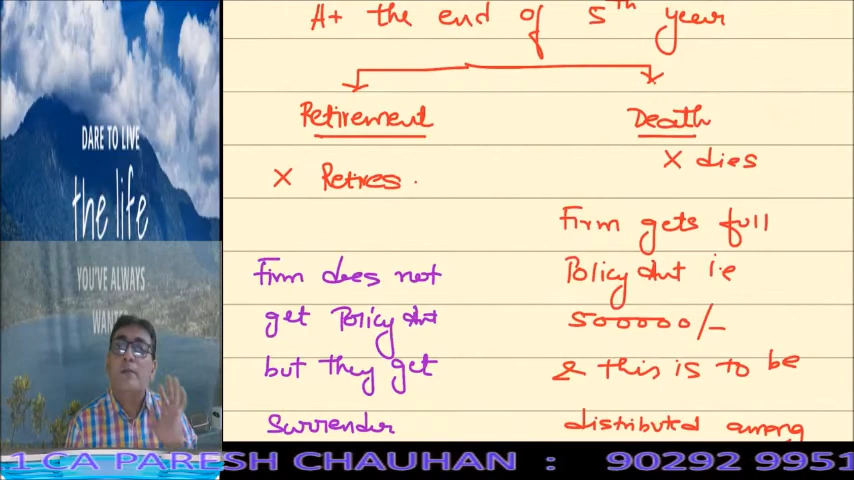 At the end of 5th year
Retirement
Death
X Retires
X dies
Firm gets full
Policy Amt i.e
500000/-
& this is to be
distributed among
Firm does not
get Policy Amt
but they get
Surrender
DARE TO LIVE
the life
YOU'VE ALWAYS
WAN
1 CA PARESH CHAUHAN : 90292 9951